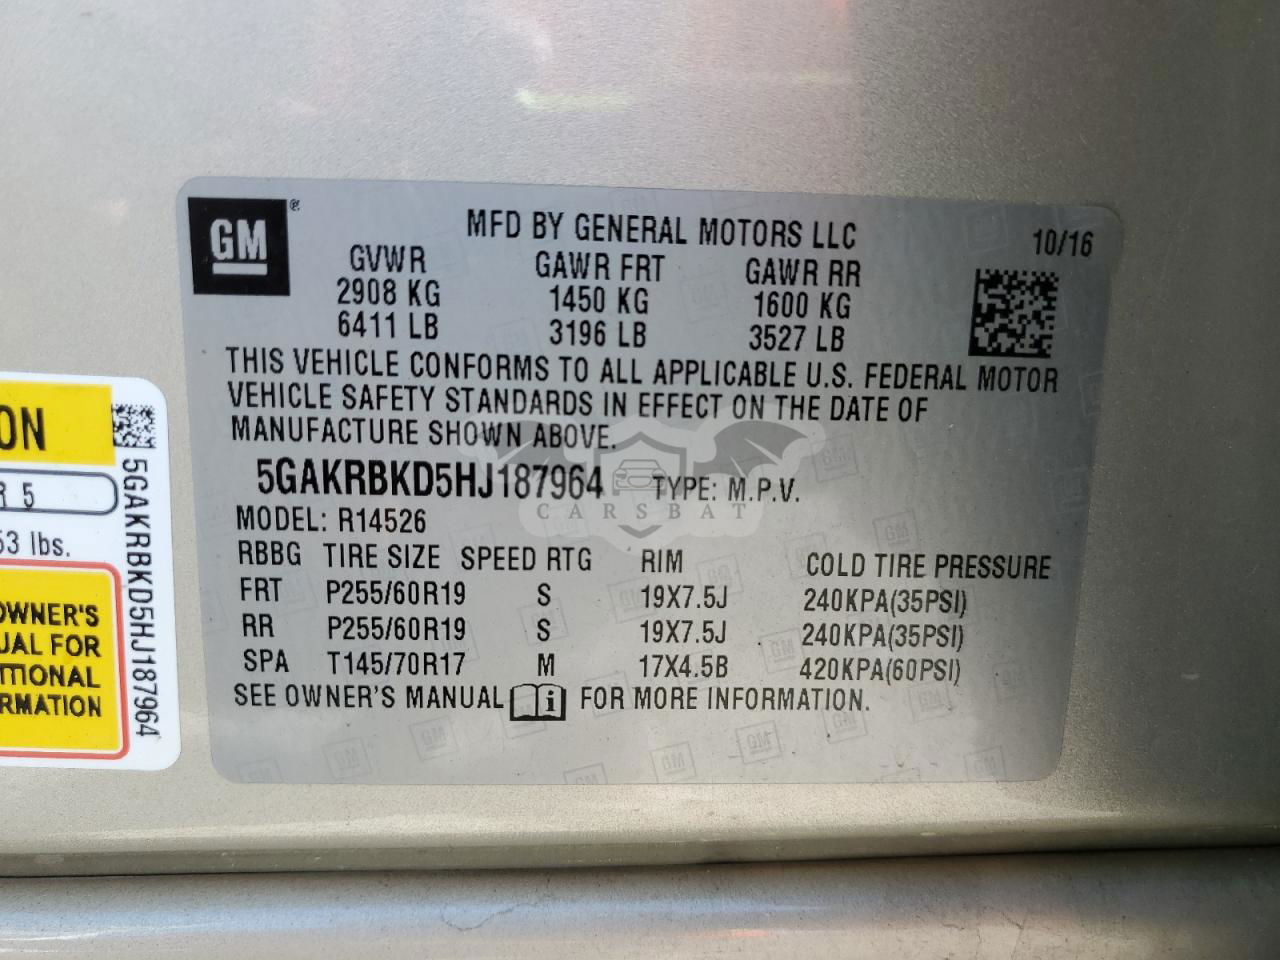 GM
MFD BY GENERAL MOTORS LLC
10/16
GVWR GAWR FRT GAWR RR
2908 KG 1450 KG 1600 KG
6411 LB 3196 LB 3527 LB
THIS VEHICLE CONFORMS TO ALL APPLICABLE U.S. FEDERAL MOTOR
VEHICLE SAFETY STANDARDS IN EFFECT ON THE DATE OF
MANUFACTURE SHOWN ABOVE.
5GAKRBKD5HJ187964 TYPE: M.P.V.
CARSBAT
MODEL: R14526
RBBG TIRE SIZE SPEED RTG RIM COLD TIRE PRESSURE
FRT P255/60R19 S 19X7.5J 240KPA(35PSI)
RR P255/60R19 S 19X7.5J 240KPA(35PSI)
SPA T145/70R17 M 17X4.5B 420KPA(60PSI)
SEE OWNER'S MANUAL i FOR MORE INFORMATION.
ON
R 5
53 lbs.
OWNER'S
UAL FOR
ITIONAL
RMATION
5GAKRBKD5HJ187964